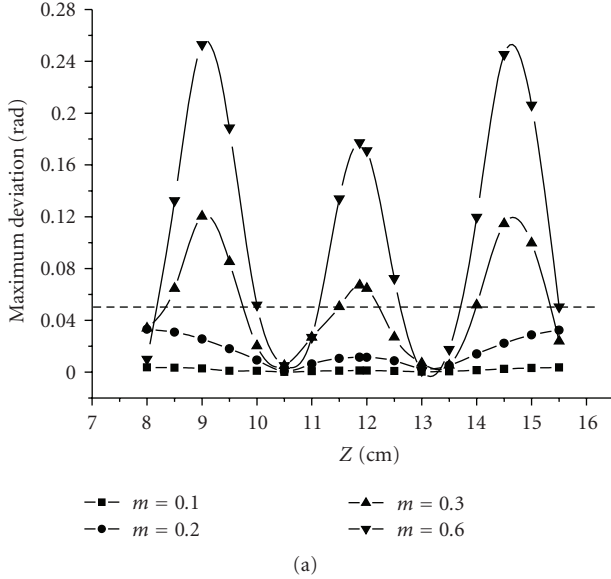 0.28
0.24
0.2
0.16
0.12
0.08
0.04
0
Maximum deviation (rad)
7 8 9 10 11 12 13 14 15 16
Z (cm)
m = 0.1
m = 0.2
m = 0.3
m = 0.6
(a)